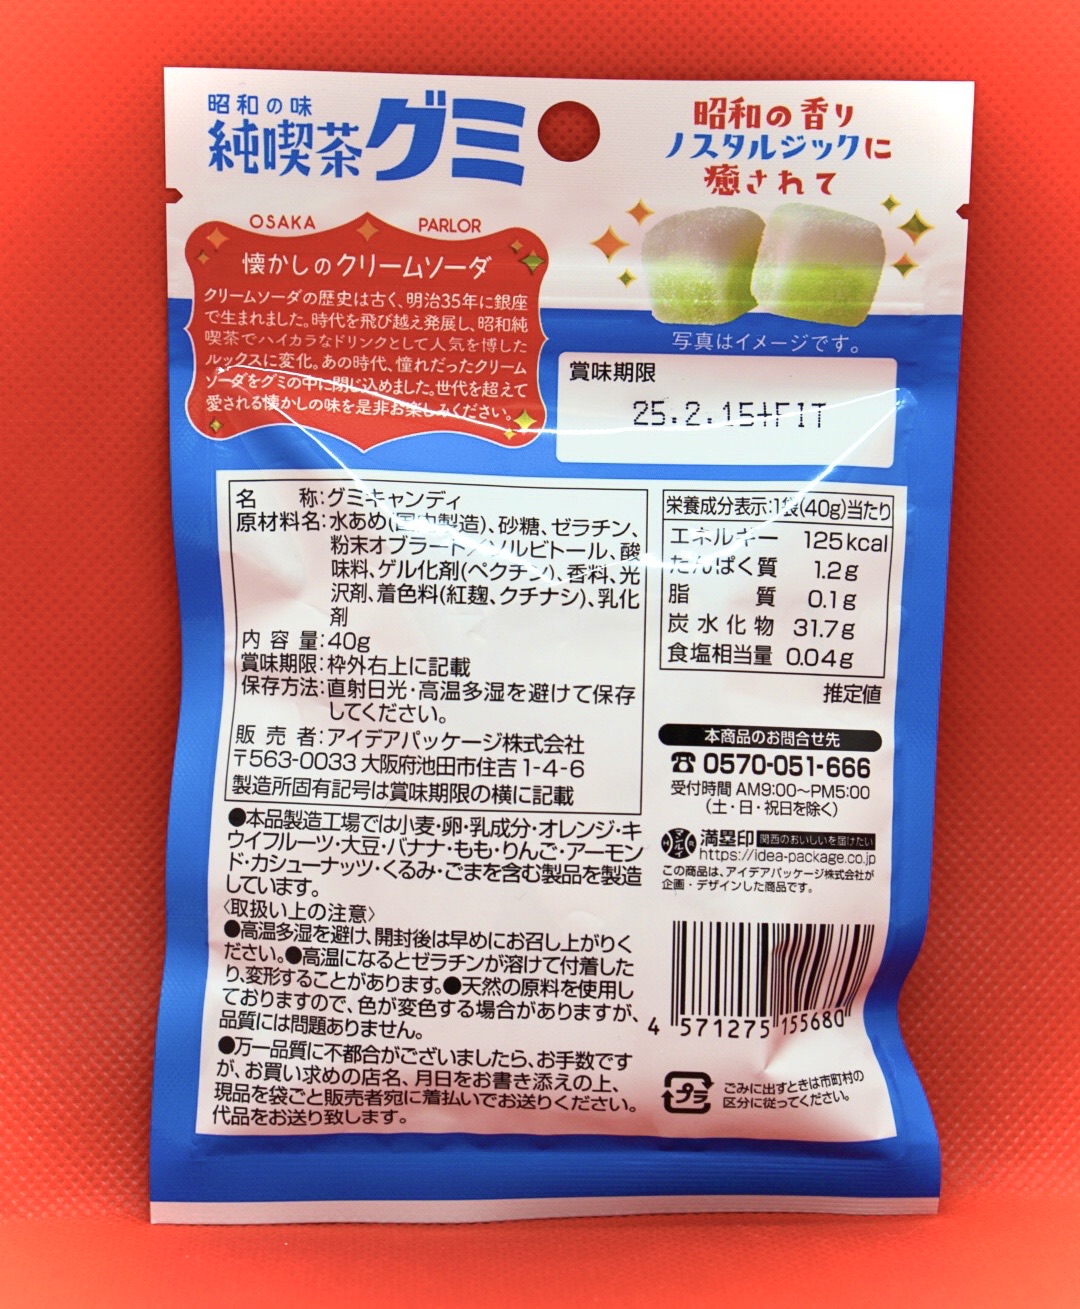 昭和の味
純喫茶グミ
昭和の香り
ノスタルジックに
癒されて
OSAKA PARLOR
懐かしのクリームソーダ
クリームソーダの歴史は古く、明治35年に銀座
で生まれました。時代を飛び越え発展し、昭和純
喫茶でハイカラなドリンクとして人気を博した
ルックスに変化。あの時代、憧れだったクリーム
ソーダをグミの中に閉じ込めました。世代を超えて
愛される懐かしの味を是非お楽しみください。
写真はイメージです。
賞味期限
25.2.15+FIT
名称:グミキャンディ
原材料名:水あめ(国内製造)、砂糖、ゼラチン、
粉末オブラート／ソルビトール、酸
味料、ゲル化剤(ペクチン)、香料、光
沢剤、着色料(紅麹、クチナシ)、乳化
剤
内容量:40g
賞味期限:枠外右上に記載
保存方法:直射日光・高温多湿を避けて保存
してください。
販売者:アイデアパッケージ株式会社
〒563-0033 大阪府池田市住吉1-4-6
製造所固有記号は賞味期限の横に記載
●本品製造工場では小麦・卵・乳成分・オレンジ・キ
ウイフルーツ・大豆・バナナ・もも・りんご・アーモン
ド・カシューナッツ・くるみ・ごまを含む製品を製造
しています。
〈取扱い上の注意〉
●高温多湿を避け、開封後は早めにお召し上がりく
ださい。●高温になるとゼラチンが溶けて付着した
り、変形することがあります。●天然の原料を使用し
ておりますので、色が変色する場合がありますが、
品質には問題ありません。
●万一品質に不都合がございましたら、お手数です
が、お買い求めの店名、月日をお書き添えの上、
現品を袋ごと販売者宛に着払いでお送りください。
代品をお送り致します。
栄養成分表示:1袋(40g)当たり
エネルギー 125kcal
たんぱく質 1.2g
脂質 0.1g
炭水化物 31.7g
食塩相当量 0.04g
推定値
本商品のお問合せ先
☎ 0570-051-666
受付時間 AM9:00〜PM5:00
(土・日・祝日を除く)
マンルイ
満塁印 関西のおいしいを届けたい
https://idea-package.co.jp
この商品は、アイデアパッケージ株式会社が
企画・デザインした商品です。
4 571275 155680
プラ
ごみに出すときは市町村の
区分に従ってください。